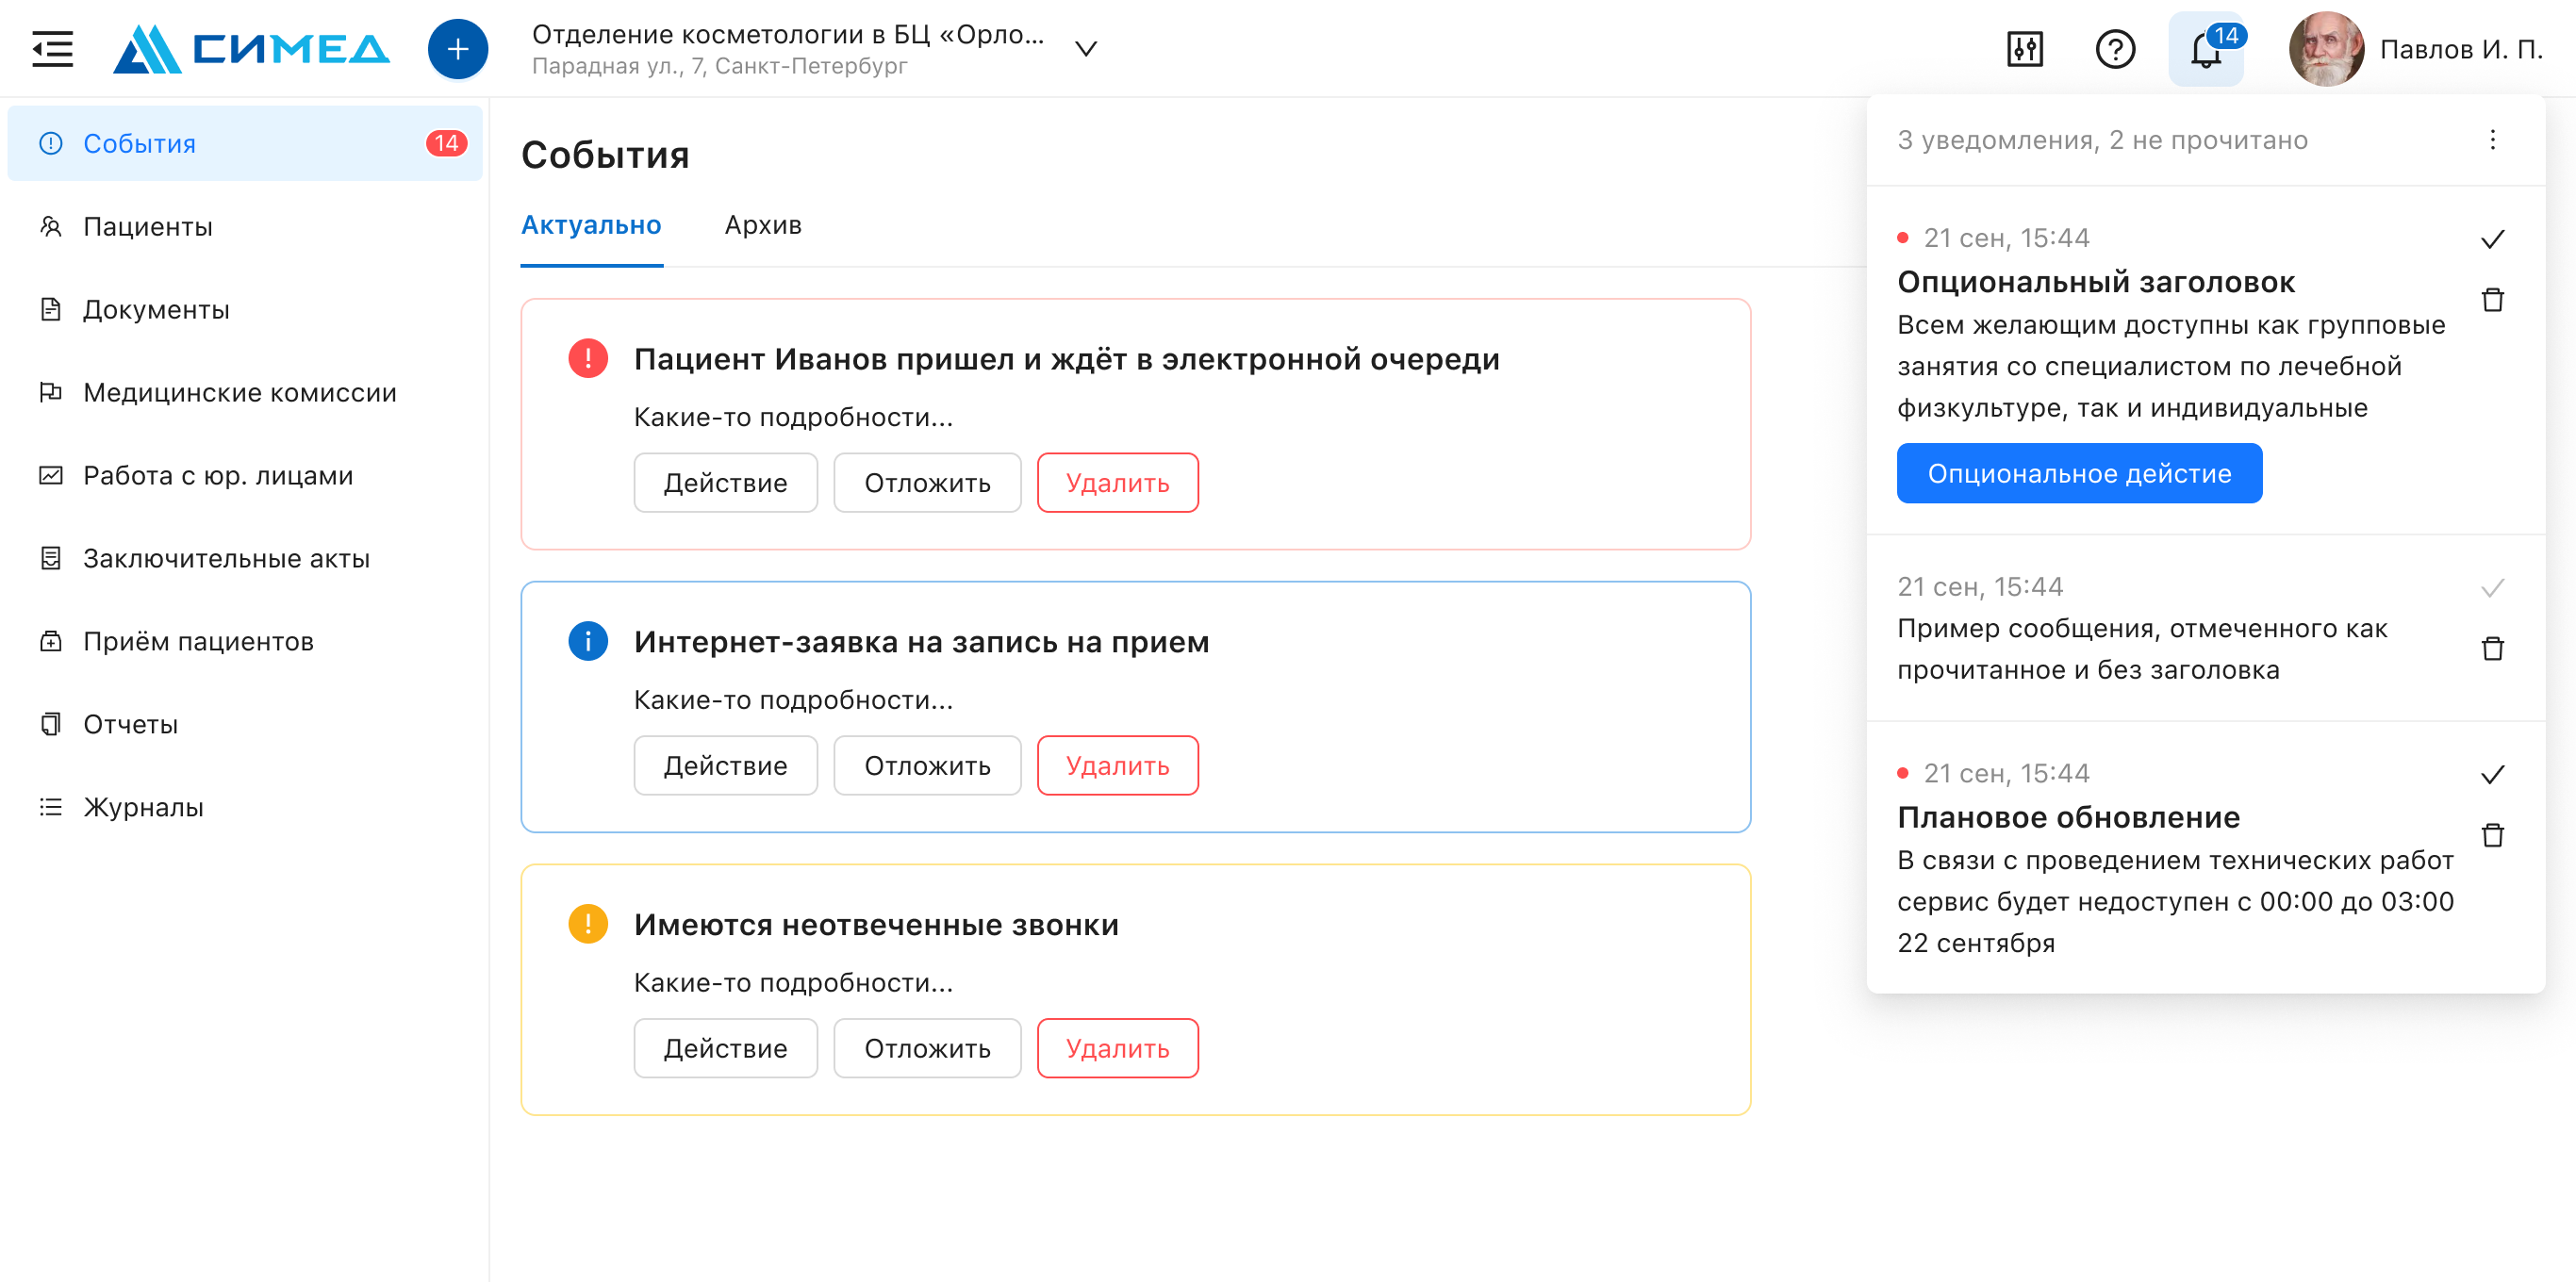 СИМЕД
Отделение косметологии в БЦ «Орло...
Парадная ул., 7, Санкт-Петербург
14
Павлов И. П.
События
14
Пациенты
Документы
Медицинские комиссии
Работа с юр. лицами
Заключительные акты
Приём пациентов
Отчеты
Журналы
События
Актуально
Архив
Пациент Иванов пришел и ждёт в электронной очереди
Какие-то подробности...
Действие
Отложить
Удалить
Интернет-заявка на запись на прием
Какие-то подробности...
Действие
Отложить
Удалить
Имеются неотвеченные звонки
Какие-то подробности...
Действие
Отложить
Удалить
3 уведомления, 2 не прочитано
21 сен, 15:44
Опциональный заголовок
Всем желающим доступны как групповые
занятия со специалистом по лечебной
физкультуре, так и индивидуальные
Опциональное дейстие
21 сен, 15:44
Пример сообщения, отмеченного как
прочитанное и без заголовка
21 сен, 15:44
Плановое обновление
В связи с проведением технических работ
сервис будет недоступен с 00:00 до 03:00
22 сентября